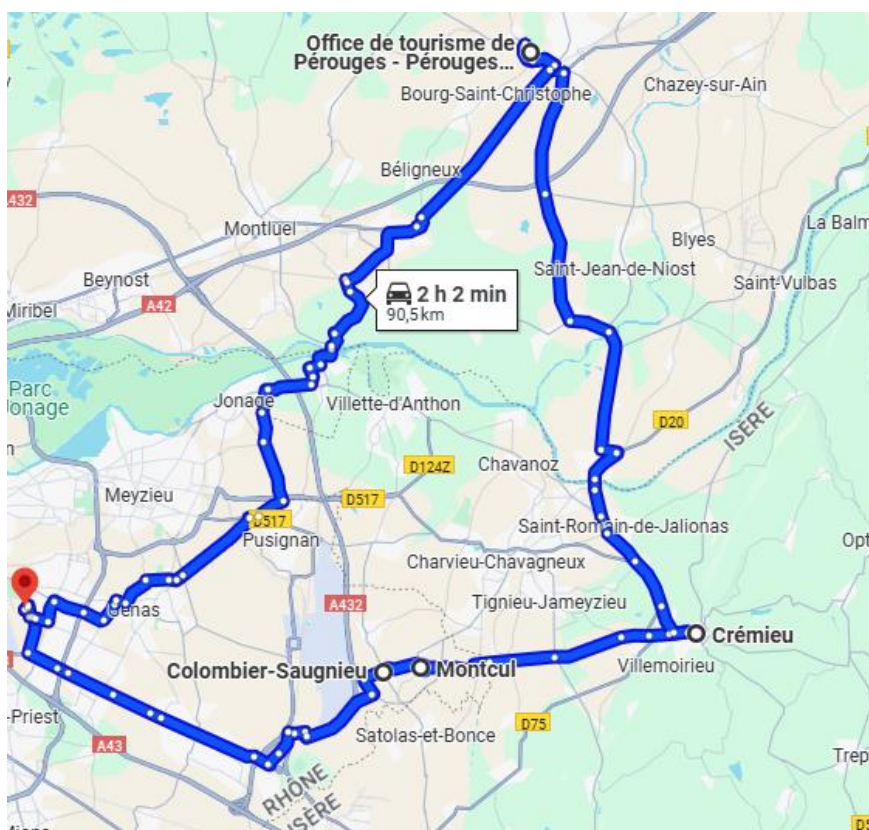 Office de tourisme de
Pérouges - Pérouges...
Chazey-sur-Ain
Bourg-Saint-Christophe
Béligneux
432
Montluel
La Balm
Blyes
Beynost
Saint-Jean-de-Niost
Saint-Vulbas
2 h 2 min
90,5 km
Miribel
A42
Parc
Jonage
Jonage
Villette-d'Anthon
D20
ISÈRE
D124Z
Chavanoz
Meyzieu
D517
D517
Saint-Romain-de-Jalionas
Pusignan
Opt
Charvieu-Chavagneux
A432
Tignieu-Jameyzieu
Genas
Crémieu
Colombier-Saugnieu
Montcul
Villemoirieu
-Priest
D75
Satolas-et-Bonce
A43
Trep
RHÔNE
ISÈRE